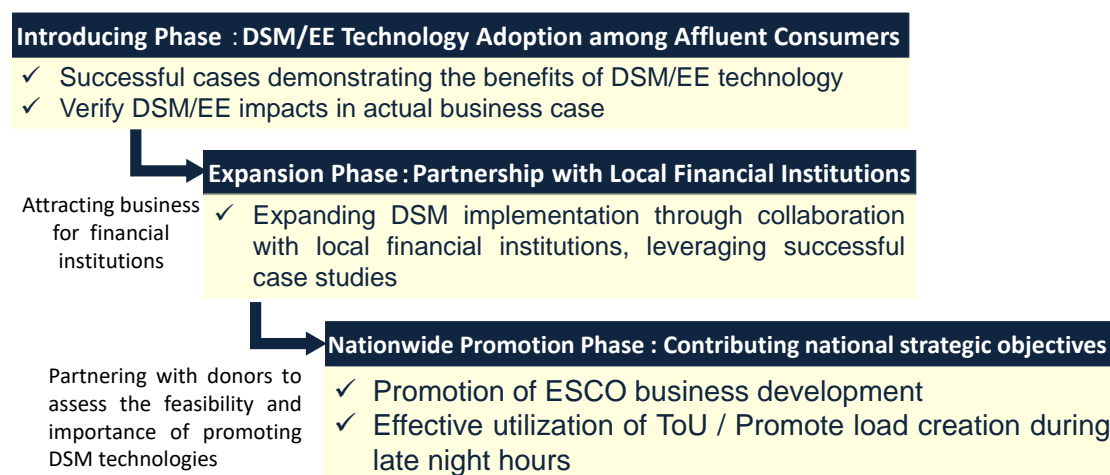 Introducing Phase : DSM/EE Technology Adoption among Affluent Consumers
✓ Successful cases demonstrating the benefits of DSM/EE technology
✓ Verify DSM/EE impacts in actual business case
Expansion Phase : Partnership with Local Financial Institutions
Attracting business
for financial
institutions
✓ Expanding DSM implementation through collaboration
with local financial institutions, leveraging successful
case studies
Nationwide Promotion Phase : Contributing national strategic objectives
Partnering with donors to
assess the feasibility and
importance of promoting
DSM technologies
✓ Promotion of ESCO business development
✓ Effective utilization of ToU / Promote load creation during
late night hours